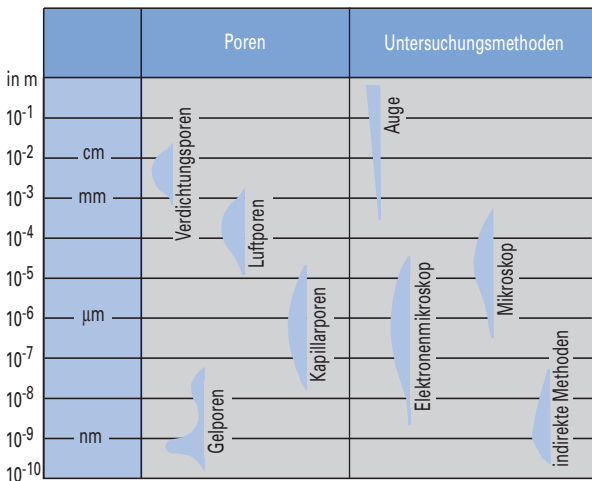 Poren
Untersuchungsmethoden
in m
10⁻¹
10⁻²
10⁻³
10⁻⁴
10⁻⁵
10⁻⁶
10⁻⁷
10⁻⁸
10⁻⁹
10⁻¹⁰
cm
mm
µm
nm
Verdichtungsporen
Luftporen
Kapillarporen
Gelporen
Auge
Elektronenmikroskop
Mikroskop
indirekte Methoden